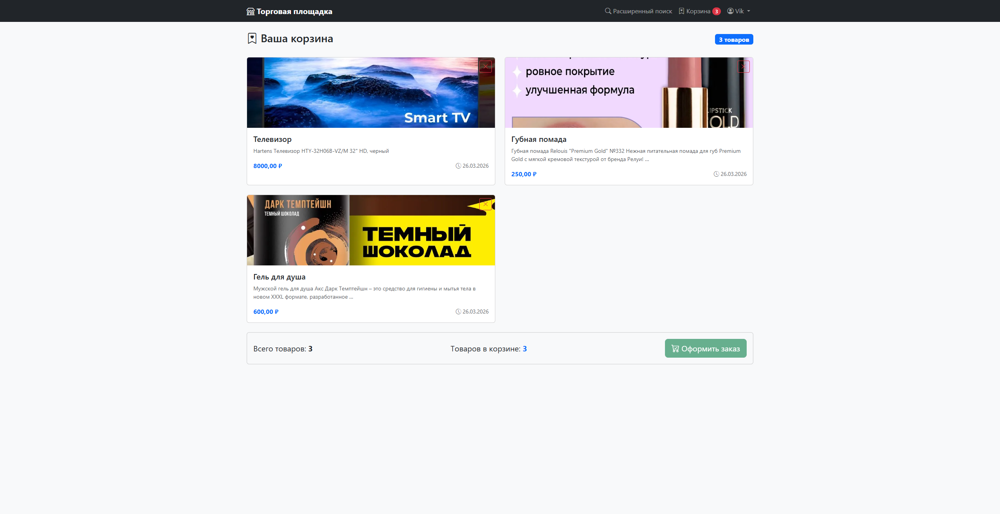 Торговая площадка
Расширенный поиск
Корзина 3
Vik
Ваша корзина
3 товаров
Smart TV
Телевизор
Hartens Телевизор HTY-32H06B-VZ/M 32" HD, черный
8000,00 ₽
26.03.2026
ровное покрытие
улучшенная формула
LIPSTICK
GOLD
Губная помада
Губная помада Relouis "Premium Gold" №332 Нежная питательная помада для губ Premium
Gold с мягкой кремовой текстурой от бренда Релуи! ...
250,00 ₽
26.03.2026
ДАРК ТЕМПТЕЙШН
ТЕМНЫЙ ШОКОЛАД
ТЕМНЫЙ
ШОКОЛАД
Гель для душа
Мужской гель для душа Акс Дарк Темптейшн – это средство для гигиены и мытья тела в
новом XXXL формате, разработанное ...
600,00 ₽
26.03.2026
Всего товаров: 3
Товаров в корзине: 3
Оформить заказ